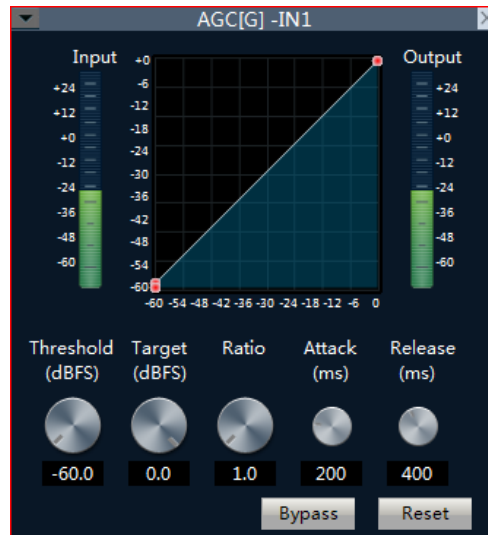 AGC[G] -IN1
Input
Output
+24
+12
+0
-12
-24
-36
-48
-60
+0
-6
-12
-18
-24
-30
-36
-42
-48
-54
-60
-60 -54 -48 -42 -36 -30 -24 -18 -12 -6 0
+24
+12
+0
-12
-24
-36
-48
-60
Threshold (dBFS)
Target (dBFS)
Ratio
Attack (ms)
Release (ms)
-60.0
0.0
1.0
200
400
Bypass
Reset